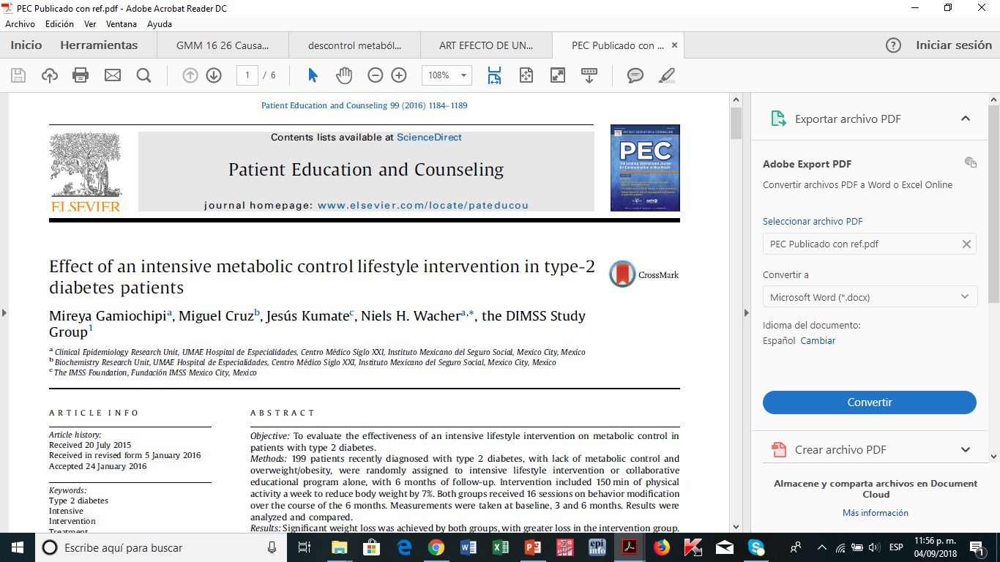 PEC Publicado con ref.pdf - Adobe Acrobat Reader DC
Archivo Edición Ver Ventana Ayuda
Inicio Herramientas GMM 16 26 Causa... descontrol metaból... ART EFECTO DE UN... PEC Publicado con ... × Iniciar sesión
1 / 6 108%
Patient Education and Counseling 99 (2016) 1184–1189
Contents lists available at ScienceDirect
Patient Education and Counseling
journal homepage: www.elsevier.com/locate/pateducou
ELSEVIER
PATIENT EDUCATION & COUNSELING
PEC
The Leading International Journal
for Communication in Healthcare
Effect of an intensive metabolic control lifestyle intervention in type-2
diabetes patients
CrossMark
Mireya Gamiochipi a, Miguel Cruz b, Jesús Kumate c, Niels H. Wacher a,*, the DIMSS Study
Group 1
a Clinical Epidemiology Research Unit, UMAE Hospital de Especialidades, Centro Médico Siglo XXI, Instituto Mexicano del Seguro Social, Mexico City, Mexico
b Biochemistry Research Unit, UMAE Hospital de Especialidades, Centro Médico Siglo XXI, Instituto Mexicano del Seguro Social, Mexico City, Mexico
c The IMSS Foundation, Fundación IMSS Mexico City, Mexico
ARTICLE INFO
Article history:
Received 20 July 2015
Received in revised form 5 January 2016
Accepted 24 January 2016
Keywords:
Type 2 diabetes
Intensive
Intervention
Treatment
ABSTRACT
Objective: To evaluate the effectiveness of an intensive lifestyle intervention on metabolic control in
patients with type 2 diabetes.
Methods: 199 patients recently diagnosed with type 2 diabetes, with lack of metabolic control and
overweight/obesity, were randomly assigned to intensive lifestyle intervention or collaborative
educational program alone, with 6 months of follow-up. Intervention included 150 min of physical
activity a week to reduce body weight by 7%. Both groups received 16 sessions on behavior modification
over the course of the 6 months. Measurements were taken at baseline, 3 and 6 months. Results were
analyzed and compared.
Results: Significant weight loss was achieved by both groups, with greater loss in the intervention group.
Exportar archivo PDF
Adobe Export PDF
Convertir archivos PDF a Word o Excel Online
Seleccionar archivo PDF
PEC Publicado con ref.pdf
Convertir a
Microsoft Word (*.docx)
Idioma del documento:
Español Cambiar
Convertir
Crear archivo PDF
Almacene y comparta archivos en Document
Cloud
Más información
Escribe aquí para buscar
epi
info
ESP
11:56 p. m.
04/09/2018
1